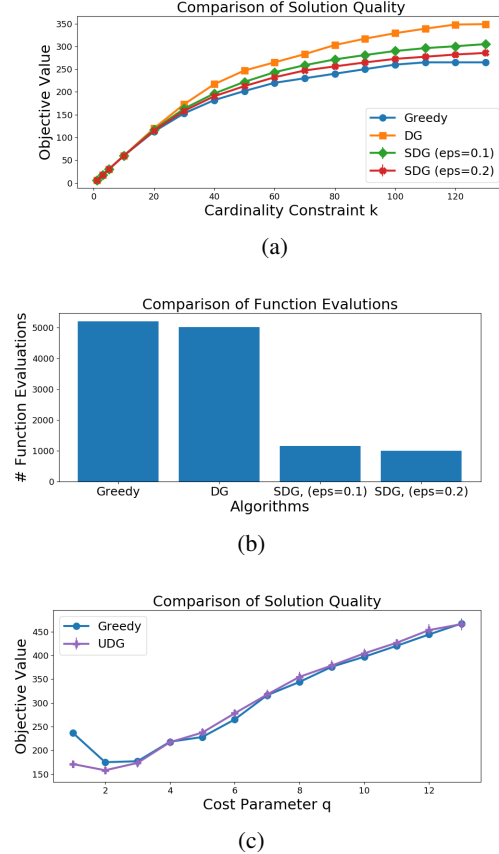 Comparison of Solution Quality
350
300
250
200
150
100
50
0
Objective Value
Greedy
DG
SDG (eps=0.1)
SDG (eps=0.2)
0 20 40 60 80 100 120
Cardinality Constraint k
(a)
Comparison of Function Evalutions
5000
4000
3000
2000
1000
0
# Function Evaluations
Greedy DG SDG, (eps=0.1) SDG, (eps=0.2)
Algorithms
(b)
Comparison of Solution Quality
450
400
350
300
250
200
150
Objective Value
Greedy
UDG
2 4 6 8 10 12
Cost Parameter q
(c)